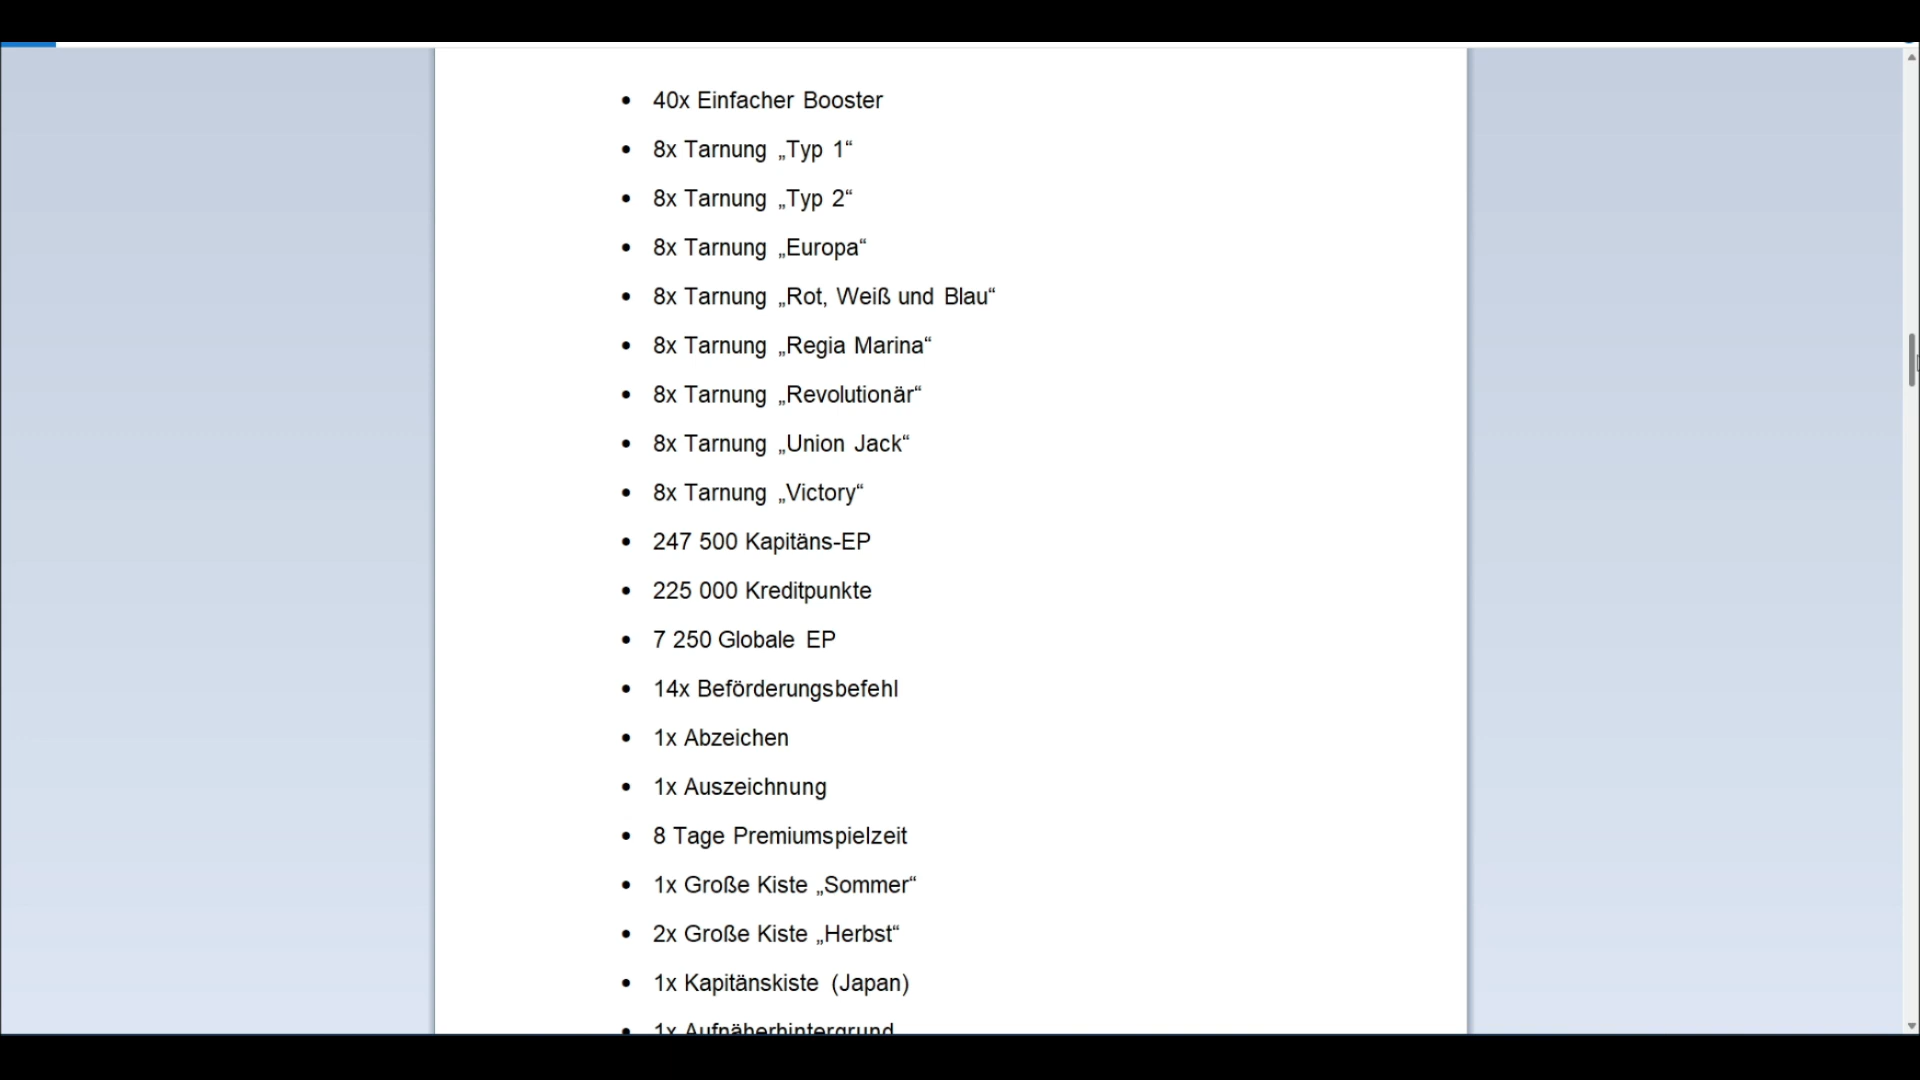 • 40x Einfacher Booster
• 8x Tarnung „Typ 1“
• 8x Tarnung „Typ 2“
• 8x Tarnung „Europa“
• 8x Tarnung „Rot, Weiß und Blau“
• 8x Tarnung „Regia Marina“
• 8x Tarnung „Revolutionär“
• 8x Tarnung „Union Jack“
• 8x Tarnung „Victory“
• 247 500 Kapitäns-EP
• 225 000 Kreditpunkte
• 7 250 Globale EP
• 14x Beförderungsbefehl
• 1x Abzeichen
• 1x Auszeichnung
• 8 Tage Premiumspielzeit
• 1x Große Kiste „Sommer“
• 2x Große Kiste „Herbst“
• 1x Kapitänskiste (Japan)
• 1x Aufnäherhintergrund